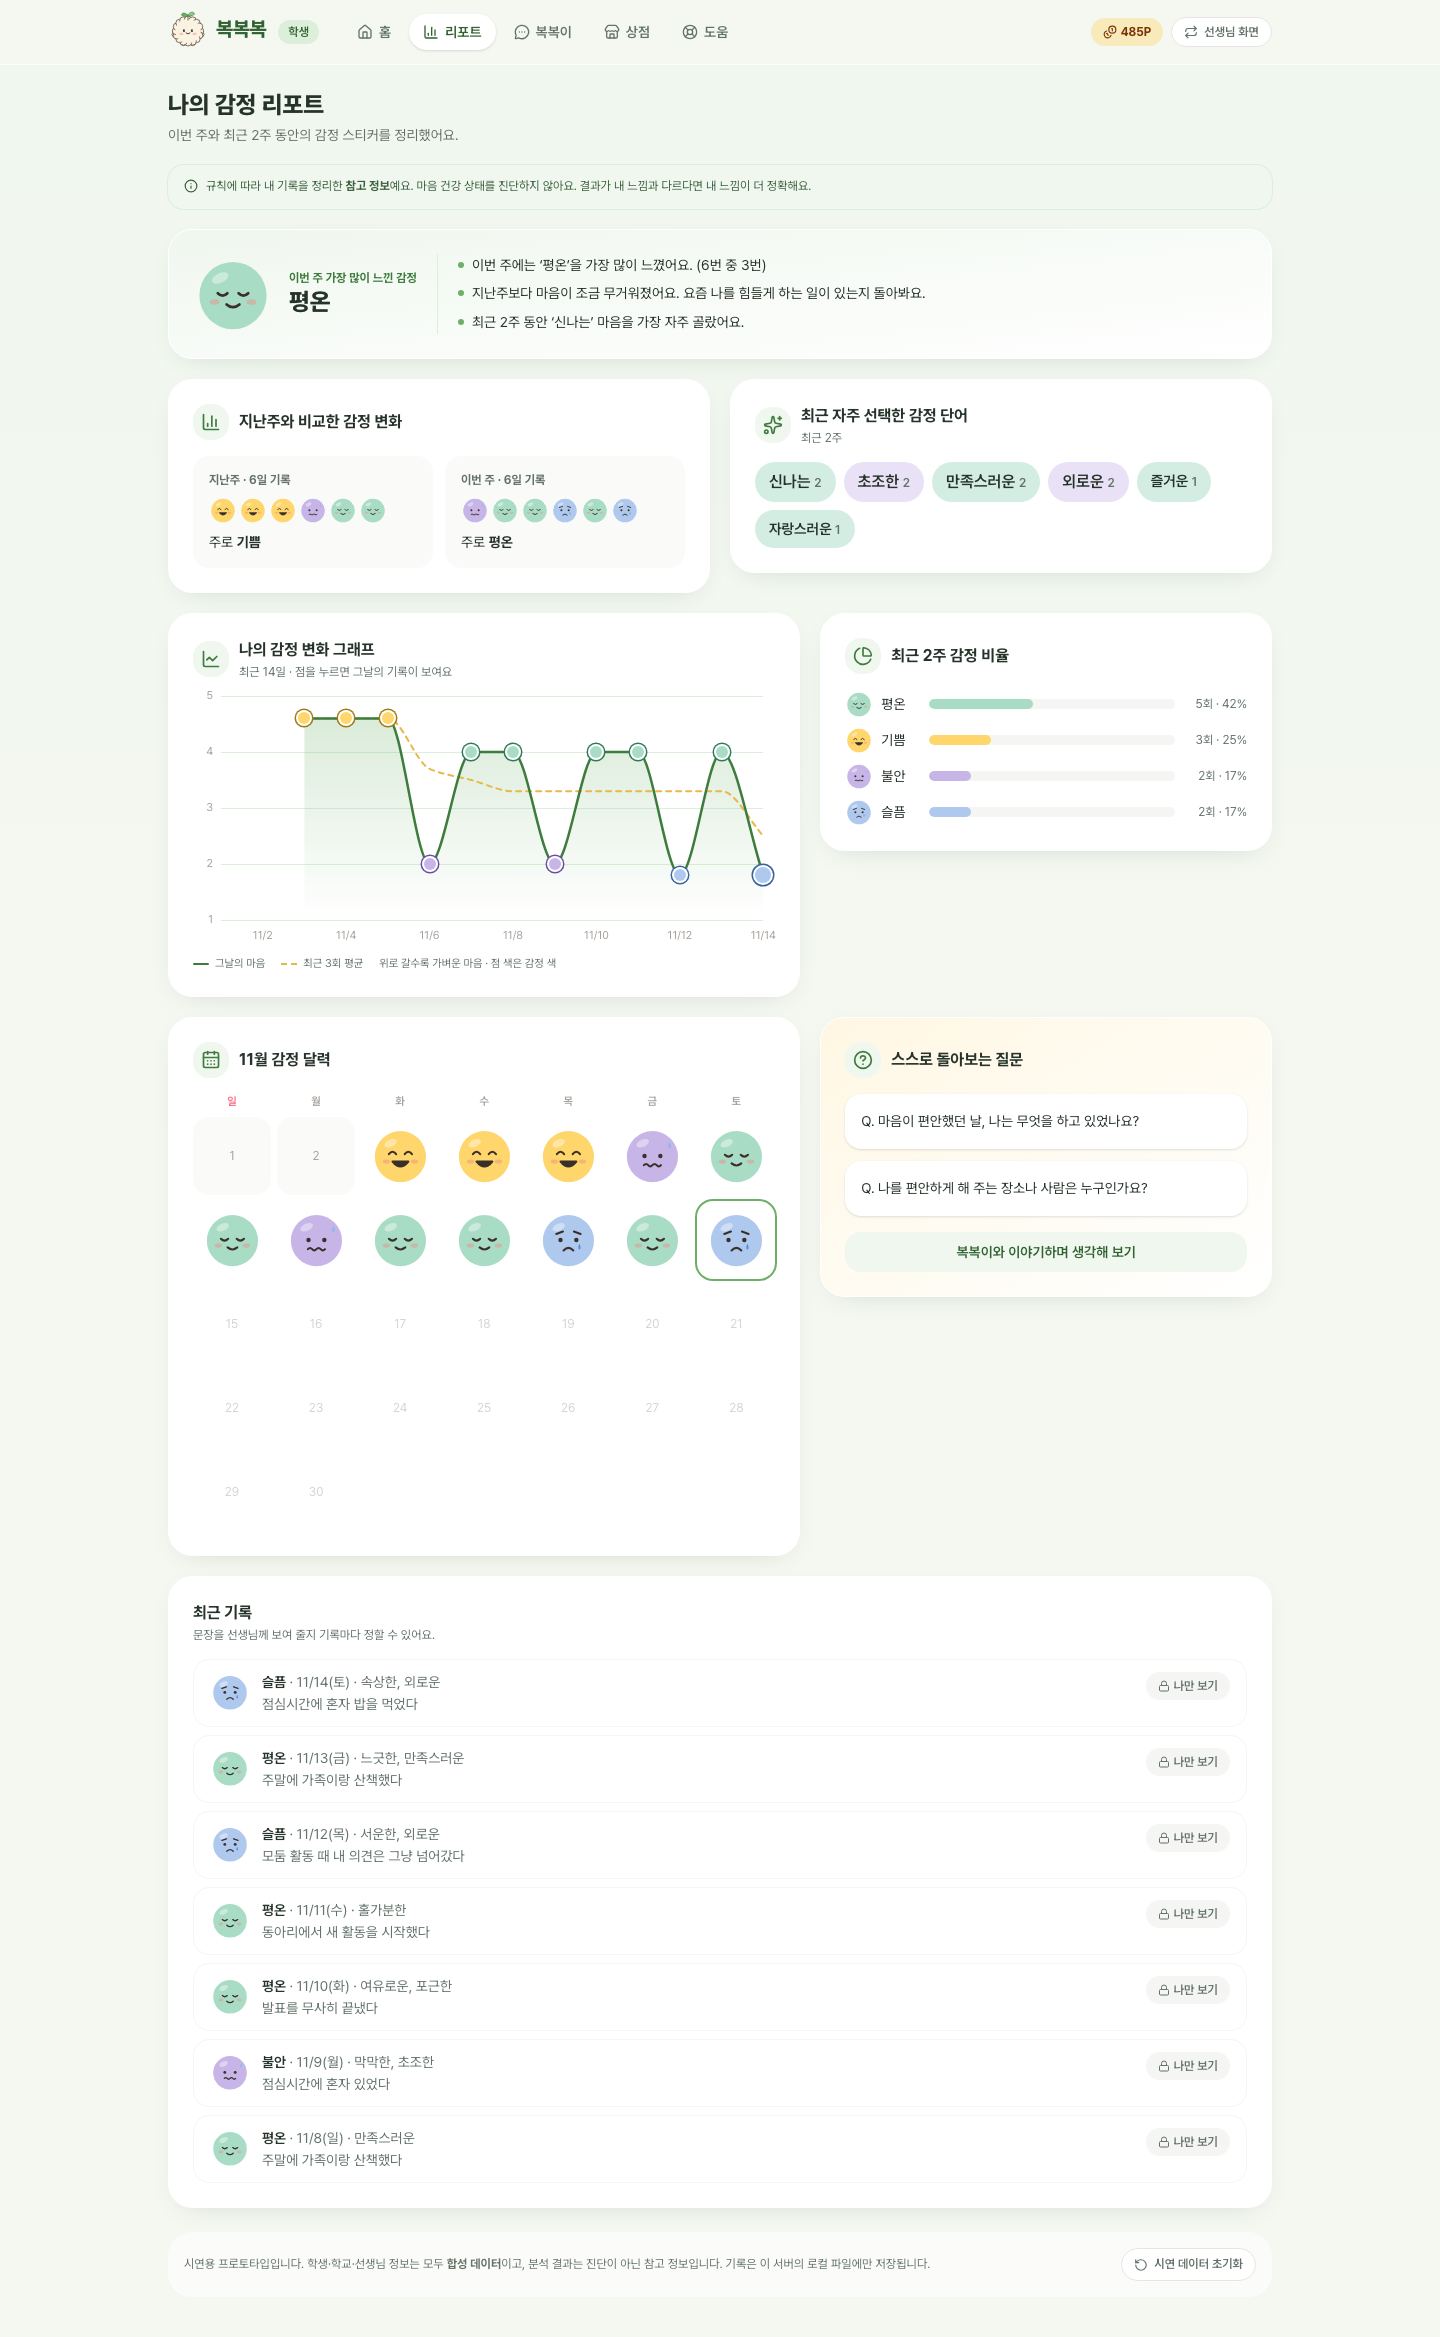 복복복 학생 홈 리포트 복복이 상점 도움 485P 선생님 화면
나의 감정 리포트
이번 주와 최근 2주 동안의 감정 스티커를 정리했어요.
규칙에 따라 내 기록을 정리한 참고 정보예요. 마음 건강 상태를 진단하지 않아요. 결과가 내 느낌과 다르다면 내 느낌이 더 정확해요.
이번 주 가장 많이 느낀 감정
평온
이번 주에는 ‘평온’을 가장 많이 느꼈어요. (6번 중 3번)
지난주보다 마음이 조금 무거워졌어요. 요즘 나를 힘들게 하는 일이 있는지 돌아봐요.
최근 2주 동안 ‘신나는’ 마음을 가장 자주 골랐어요.
지난주와 비교한 감정 변화
지난주 · 6일 기록
주로 기쁨
이번 주 · 6일 기록
주로 평온
최근 자주 선택한 감정 단어
최근 2주
신나는 2 초조한 2 만족스러운 2 외로운 2 즐거운 1
자랑스러운 1
나의 감정 변화 그래프
최근 14일 · 점을 누르면 그날의 기록이 보여요
5
4
3
2
1
11/2 11/4 11/6 11/8 11/10 11/12 11/14
그날의 마음 최근 3회 평균 위로 갈수록 가벼운 마음 · 점 색은 감정 색
최근 2주 감정 비율
평온 5회 · 42%
기쁨 3회 · 25%
불안 2회 · 17%
슬픔 2회 · 17%
11월 감정 달력
일 월 화 수 목 금 토
1 2
15 16 17 18 19 20 21
22 23 24 25 26 27 28
29 30
스스로 돌아보는 질문
Q. 마음이 편안했던 날, 나는 무엇을 하고 있었나요?
Q. 나를 편안하게 해 주는 장소나 사람은 누구인가요?
복복이와 이야기하며 생각해 보기
최근 기록
문장을 선생님께 보여 줄지 기록마다 정할 수 있어요.
슬픔 · 11/14(토) · 속상한, 외로운
점심시간에 혼자 밥을 먹었다
나만 보기
평온 · 11/13(금) · 느긋한, 만족스러운
주말에 가족이랑 산책했다
나만 보기
슬픔 · 11/12(목) · 서운한, 외로운
모둠 활동 때 내 의견은 그냥 넘어갔다
나만 보기
평온 · 11/11(수) · 홀가분한
동아리에서 새 활동을 시작했다
나만 보기
평온 · 11/10(화) · 여유로운, 포근한
발표를 무사히 끝냈다
나만 보기
불안 · 11/9(월) · 막막한, 초조한
점심시간에 혼자 있었다
나만 보기
평온 · 11/8(일) · 만족스러운
주말에 가족이랑 산책했다
나만 보기
시연용 프로토타입입니다. 학생·학교·선생님 정보는 모두 합성 데이터이고, 분석 결과는 진단이 아닌 참고 정보입니다. 기록은 이 서버의 로컬 파일에만 저장됩니다.
시연 데이터 초기화